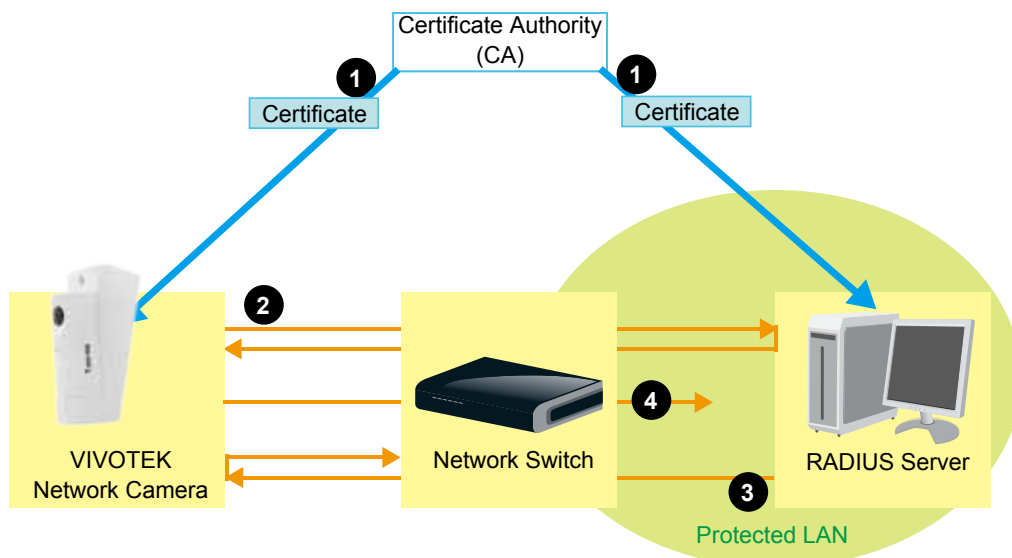 Certificate Authority
(CA)
1
1
Certificate
Certificate
2
4
VIVOTEK
Network Camera
Network Switch
RADIUS Server
3
Protected LAN